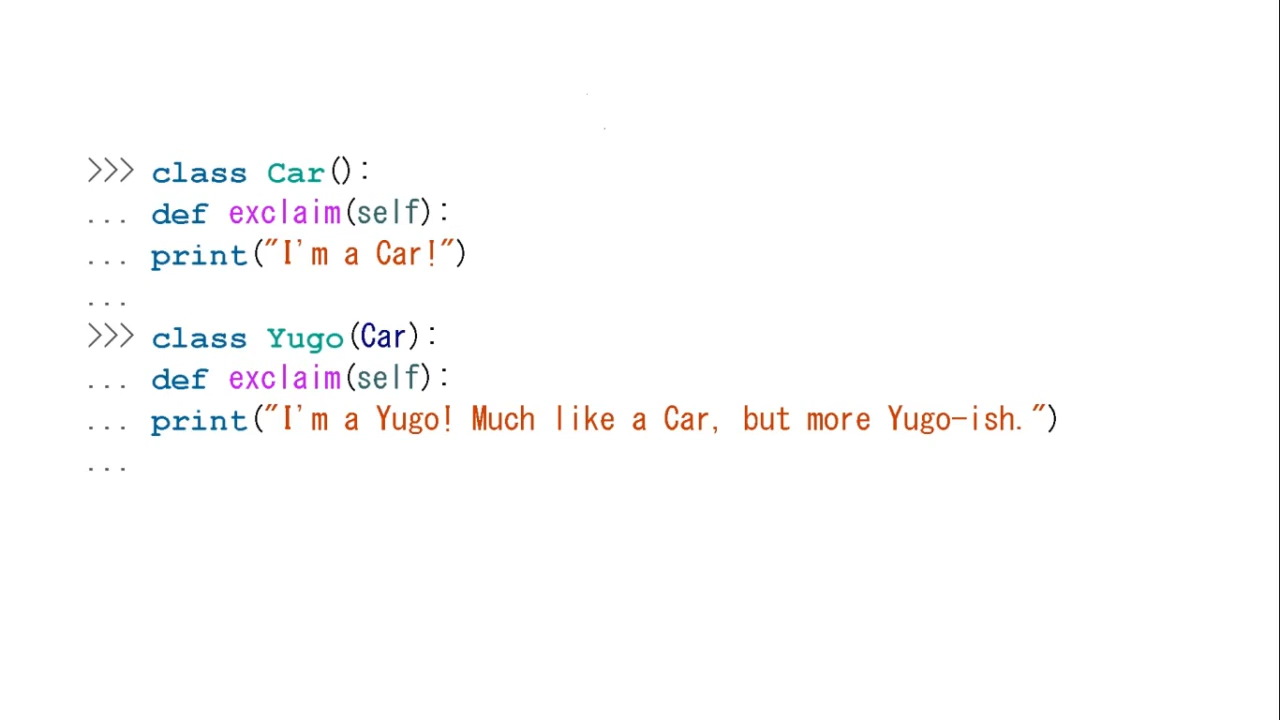 >>> class Car():
... def exclaim(self):
... print("I'm a Car!")
...
>>> class Yugo(Car):
... def exclaim(self):
... print("I'm a Yugo! Much like a Car, but more Yugo-ish.")
...